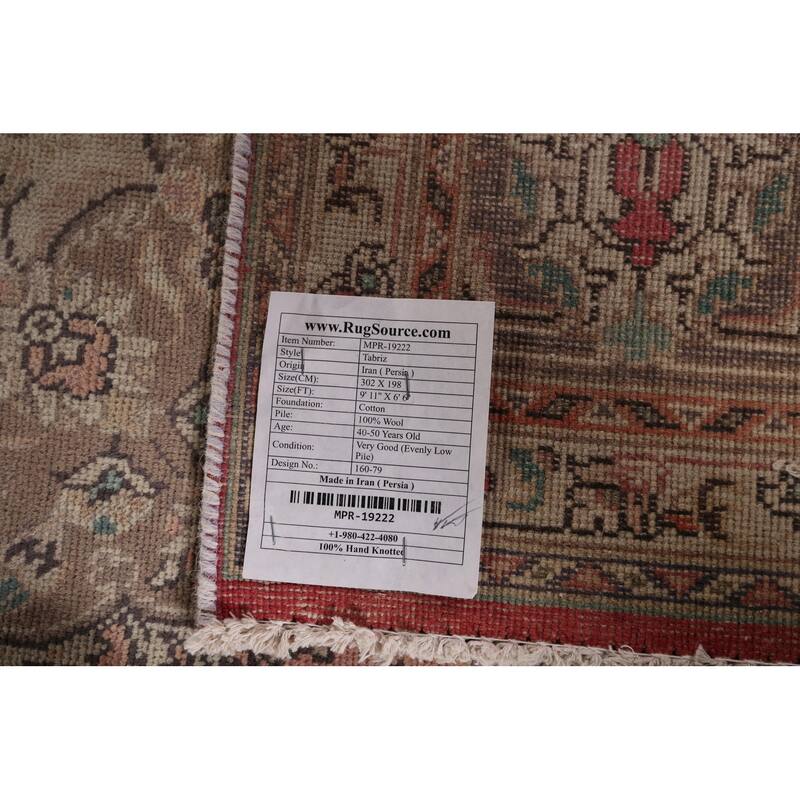 www.RugSource.com
Item Number: MPR-19222
Style Tabriz
Origin Iran ( Persia )
Size(CM): 302 X 198
Size(FT): 9' 11" X 6' 6
Foundation: Cotton
Pile: 100% Wool
Age: 40-50 Years Old
Condition: Very Good (Evenly Low
Pile)
Design No.: 160-79
Made in Iran ( Persia )
MPR-19222
+1-980-422-4080
100% Hand Knotted